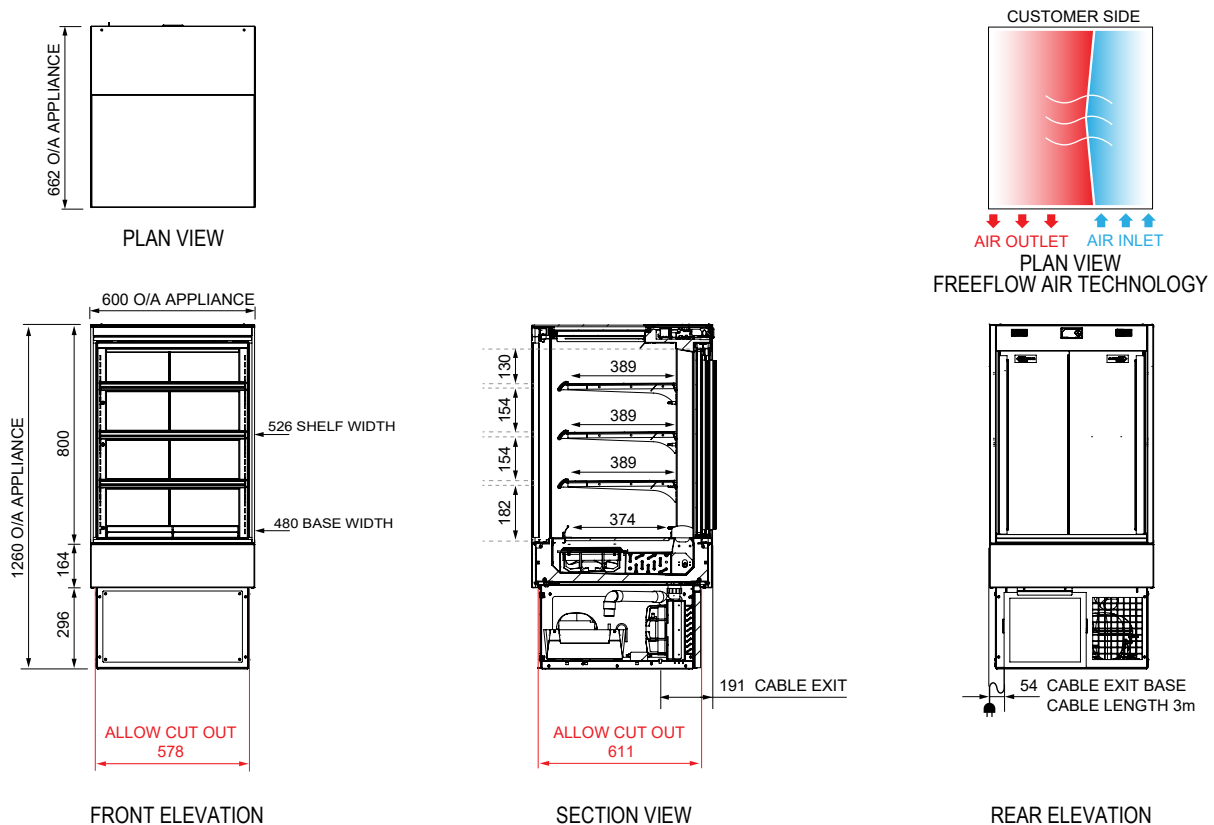 CUSTOMER SIDE
662 O/A APPLIANCE
PLAN VIEW
AIR OUTLET
AIR INLET
PLAN VIEW
FREEFLOW AIR TECHNOLOGY
600 O/A APPLIANCE
1260 O/A APPLIANCE
800
164
296
526 SHELF WIDTH
480 BASE WIDTH
ALLOW CUT OUT
578
FRONT ELEVATION
130
154
154
182
389
389
389
374
191 CABLE EXIT
ALLOW CUT OUT
611
SECTION VIEW
54 CABLE EXIT BASE
CABLE LENGTH 3m
REAR ELEVATION